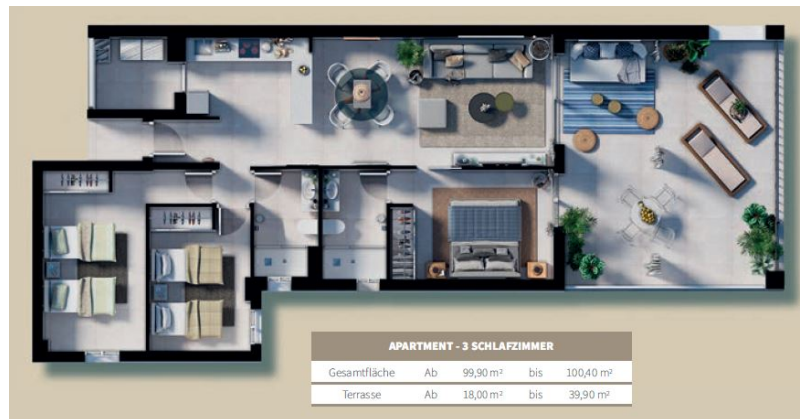 APARTMENT - 3 SCHLAFZIMMER
Gesamtfläche Ab 99,90 m² bis 100,40 m²
Terrasse Ab 18,00 m² bis 39,90 m²